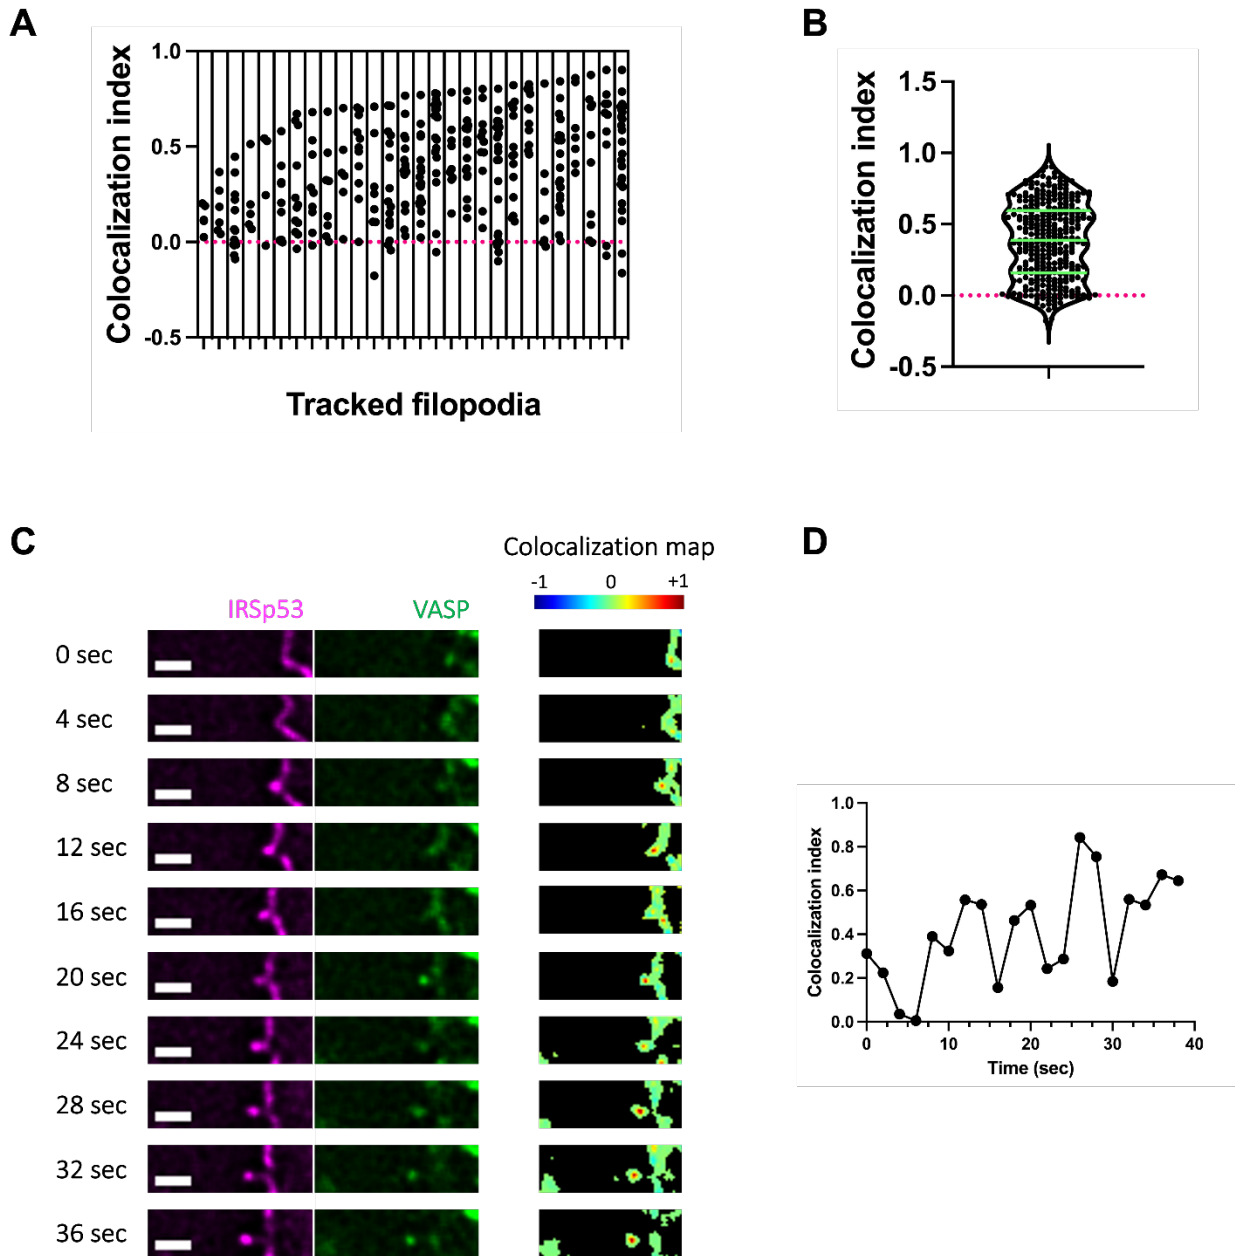 A
Colocalization index
1.0
0.5
0.0
-0.5
Tracked filopodia
B
Colocalization index
1.5
1.0
0.5
0.0
-0.5
C
Colocalization map
-1 0 +1
IRSp53 VASP
0 sec
4 sec
8 sec
12 sec
16 sec
20 sec
24 sec
28 sec
32 sec
36 sec
D
Colocalization index
1.0
0.8
0.6
0.4
0.2
0.0
0 10 20 30 40
Time (sec)